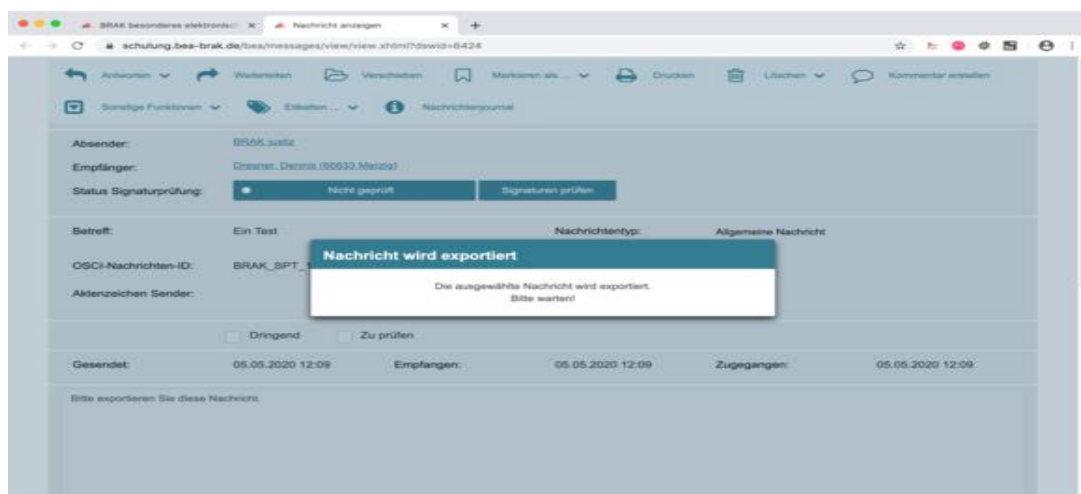 BRAK besonderes elektronisc
Nachricht anzeigen
schulung.bea-brak.de/bea/messages/view/view.xhtml?dswid=6424
Antworten
Weiterleiten
Verschieben
Markieren als...
Drucken
Löschen
Kommentar erstellen
Sonstige Funktionen
Etiketten ...
Nachrichtenjournal
Absender: BRAK justiz
Empfänger: Dennis (66633 Merzig)
Status Signaturprüfung: Nicht geprüft Signaturen prüfen
Betreff: Ein Test Nachrichtentyp: Allgemeine Nachricht
Nachricht wird exportiert
OSCI-Nachrichten-ID: BRAK_SPT_1
Die ausgewählte Nachricht wird exportiert.
Bitte warten!
Aktenzeichen Sender:
Dringend Zu prüfen
Gesendet: 05.05.2020 12:09 Empfangen: 05.05.2020 12:09 Zugegangen: 05.05.2020 12:09
Bitte exportieren Sie diese Nachricht.